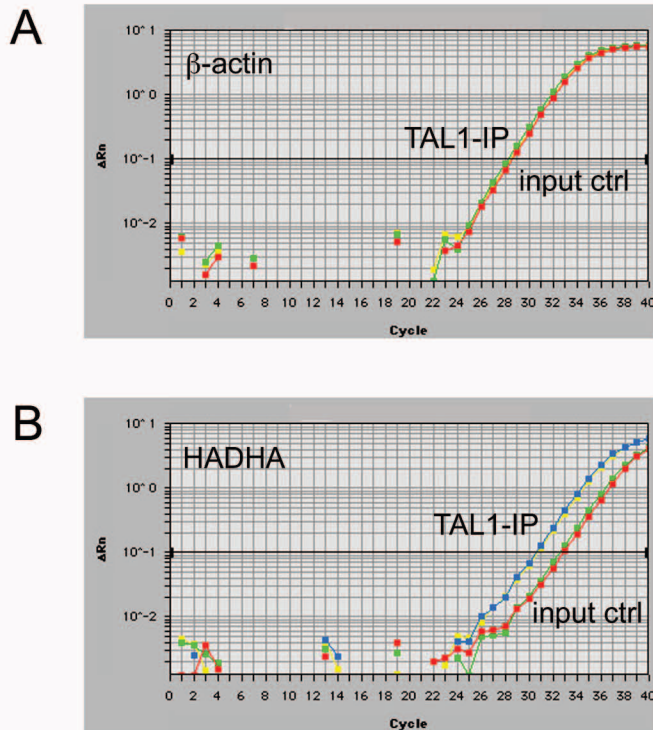 A
β-actin
10^1
10^ 0
10^-1
10^-2
ΔRn
TAL1-IP
input ctrl
0 2 4 6 8 10 12 14 16 18 20 22 24 26 28 30 32 34 36 38 40
Cycle
B
HADHA
10^1
10^ 0
10^-1
10^-2
ΔRn
TAL1-IP
input ctrl
0 2 4 6 8 10 12 14 16 18 20 22 24 26 28 30 32 34 36 38 40
Cycle